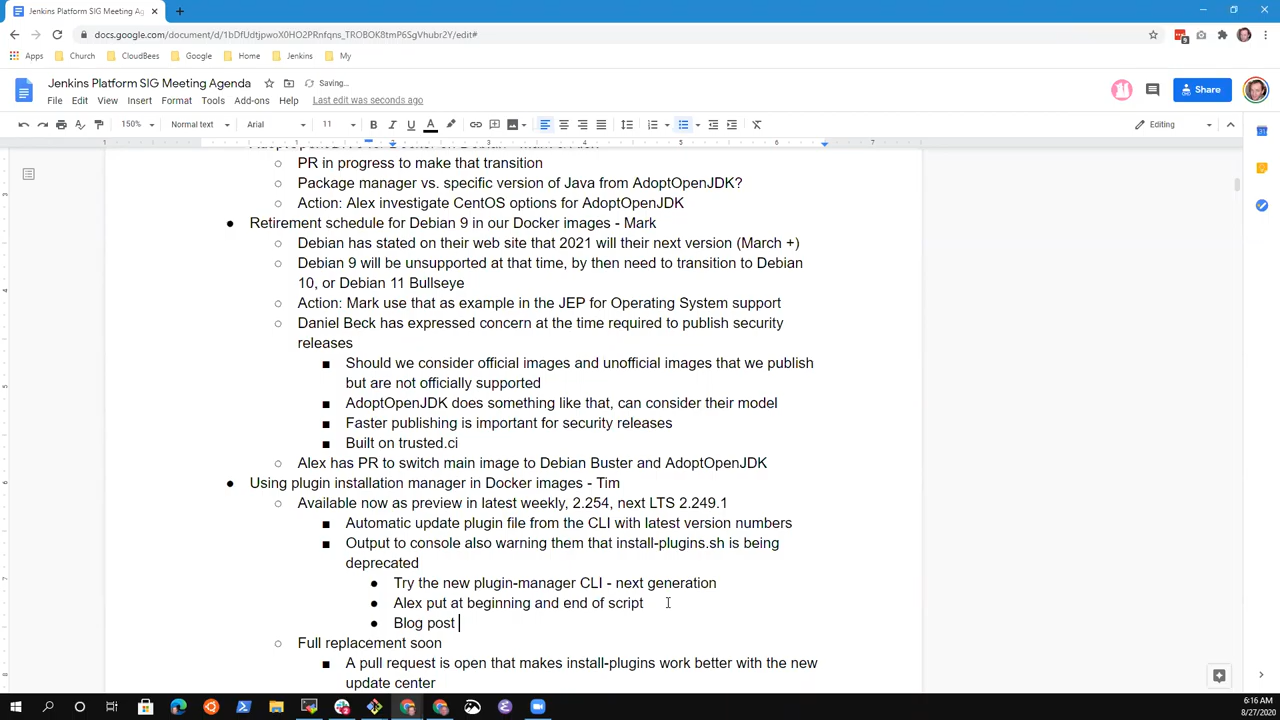 Jenkins Platform SIG Meeting Ag
docs.google.com/document/d/1bDfUdtjpwoX0HO2PRnfqns_TROBOK8tmP6SgVhubr2Y/edit#
Apps Church CloudBees Google Home Jenkins My
Jenkins Platform SIG Meeting Agenda Saving...
File Edit View Insert Format Tools Add-ons Help Last edit was seconds ago
Share
150% Normal text Arial 11 Editing
PR in progress to make that transition
Package manager vs. specific version of Java from AdoptOpenJDK?
Action: Alex investigate CentOS options for AdoptOpenJDK
Retirement schedule for Debian 9 in our Docker images - Mark
Debian has stated on their web site that 2021 will their next version (March +)
Debian 9 will be unsupported at that time, by then need to transition to Debian
10, or Debian 11 Bullseye
Action: Mark use that as example in the JEP for Operating System support
Daniel Beck has expressed concern at the time required to publish security
releases
Should we consider official images and unofficial images that we publish
but are not officially supported
AdoptOpenJDK does something like that, can consider their model
Faster publishing is important for security releases
Built on trusted.ci
Alex has PR to switch main image to Debian Buster and AdoptOpenJDK
Using plugin installation manager in Docker images - Tim
Available now as preview in latest weekly, 2.254, next LTS 2.249.1
Automatic update plugin file from the CLI with latest version numbers
Output to console also warning them that install-plugins.sh is being
deprecated
Try the new plugin-manager CLI - next generation
Alex put at beginning and end of script
Blog post
Full replacement soon
A pull request is open that makes install-plugins work better with the new
update center
6:16 AM
8/27/2020